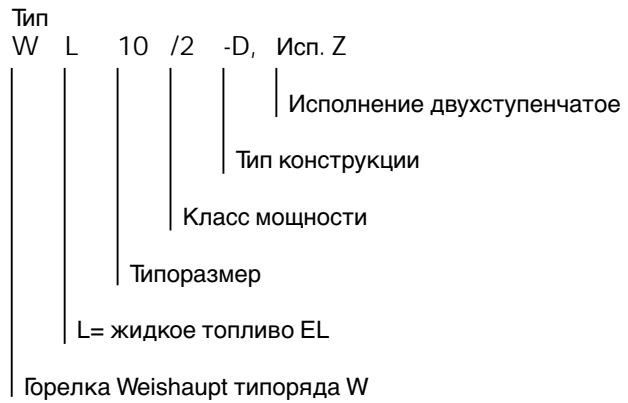 Тип
W L 10 /2 -D, Исп. Z
Исполнение двухступенчатое
Тип конструкции
Класс мощности
Типоразмер
L= жидкое топливо EL
Горелка Weishaupt типоряда W